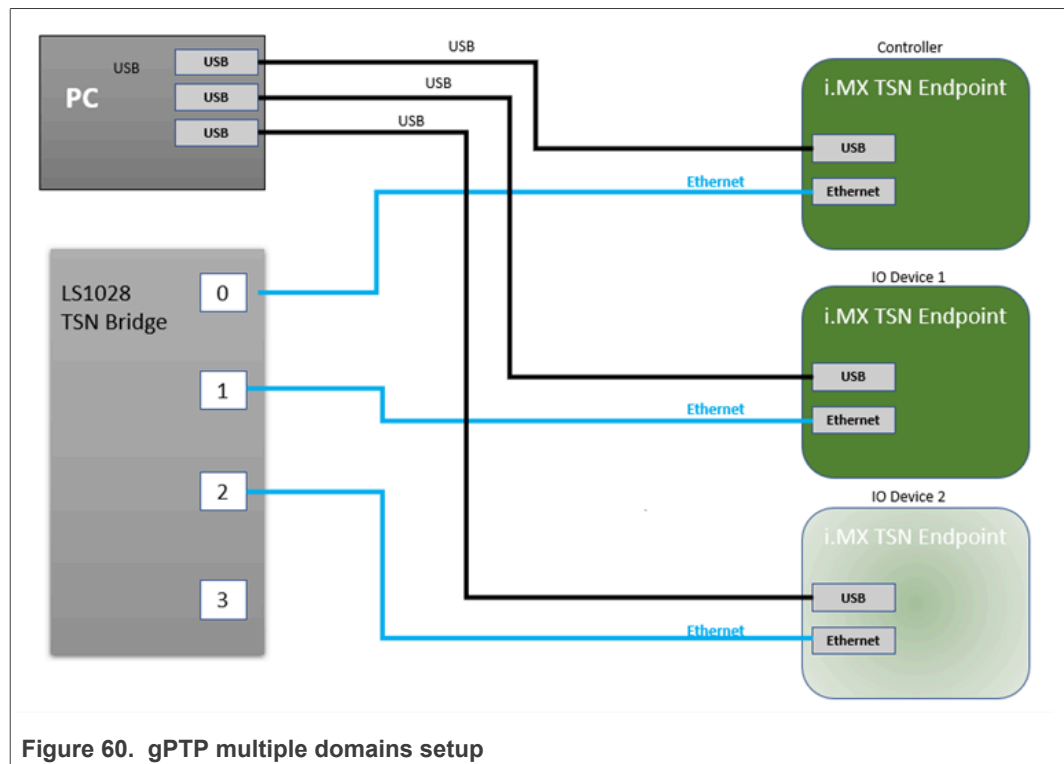 USB
PC
USB
USB
USB
USB
USB
USB
Controller
i.MX TSN Endpoint
USB
Ethernet
Ethernet
LS1028
TSN Bridge
0
1
2
3
IO Device 1
i.MX TSN Endpoint
USB
Ethernet
Ethernet
IO Device 2
i.MX TSN Endpoint
USB
Ethernet
Ethernet
Figure 60. gPTP multiple domains setup